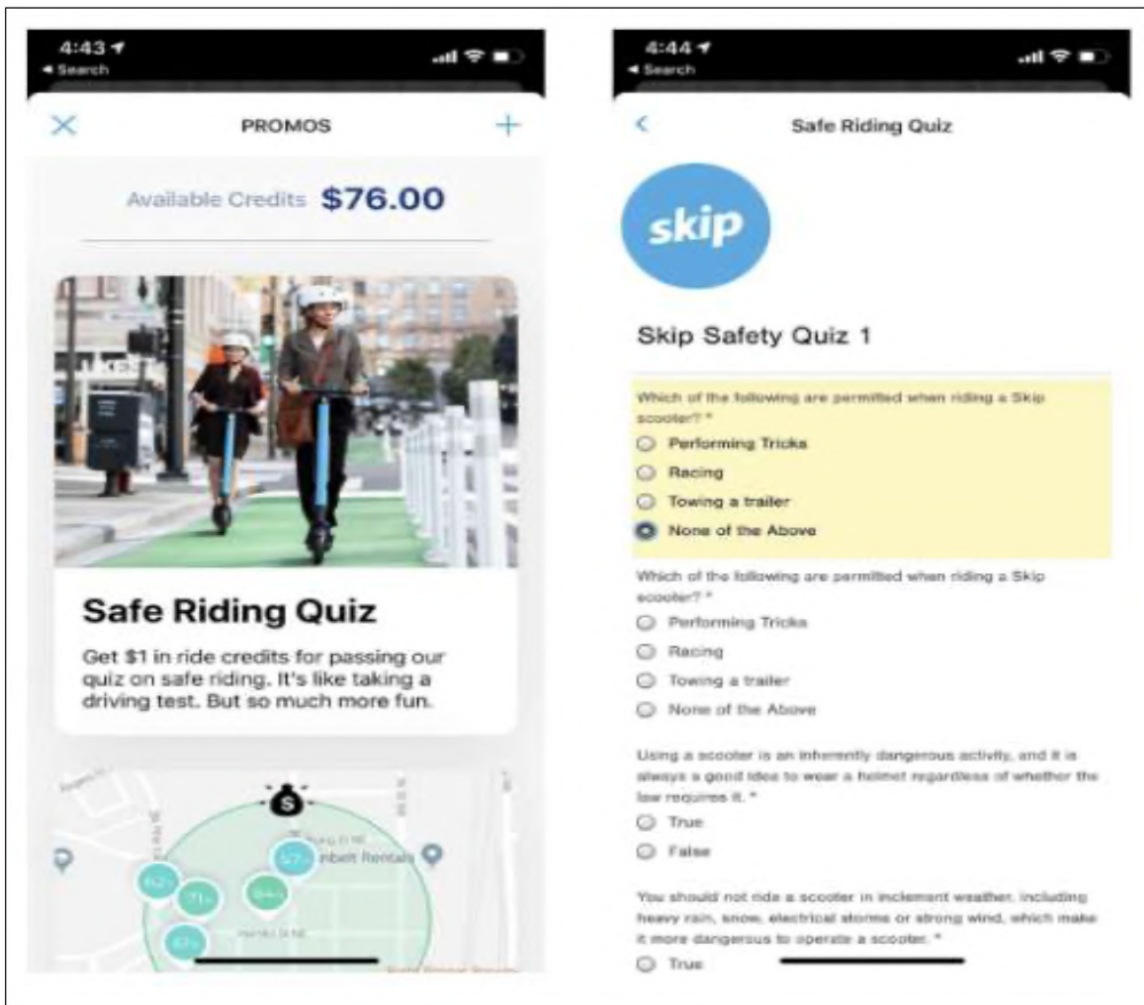 4:43
Search
PROMOS
Available Credits $76.00
Safe Riding Quiz
Get $1 in ride credits for passing our
quiz on safe riding. It's like taking a
driving test. But so much more fun.
$
Rentals
4:44
Search
Safe Riding Quiz
skip
Skip Safety Quiz 1
Which of the following are permitted when riding a Skip
scooter? *
Performing Tricks
Racing
Towing a trailer
None of the Above
Which of the following are permitted when riding a Skip
scooter? *
Performing Tricks
Racing
Towing a trailer
None of the Above
Using a scooter is an inherently dangerous activity, and it is
always a good idea to wear a helmet regardless of whether the
law requires it. *
True
False
You should not ride a scooter in inclement weather, including
heavy rain, snow, electrical storms or strong wind, which make
it more dangerous to operate a scooter. *
True